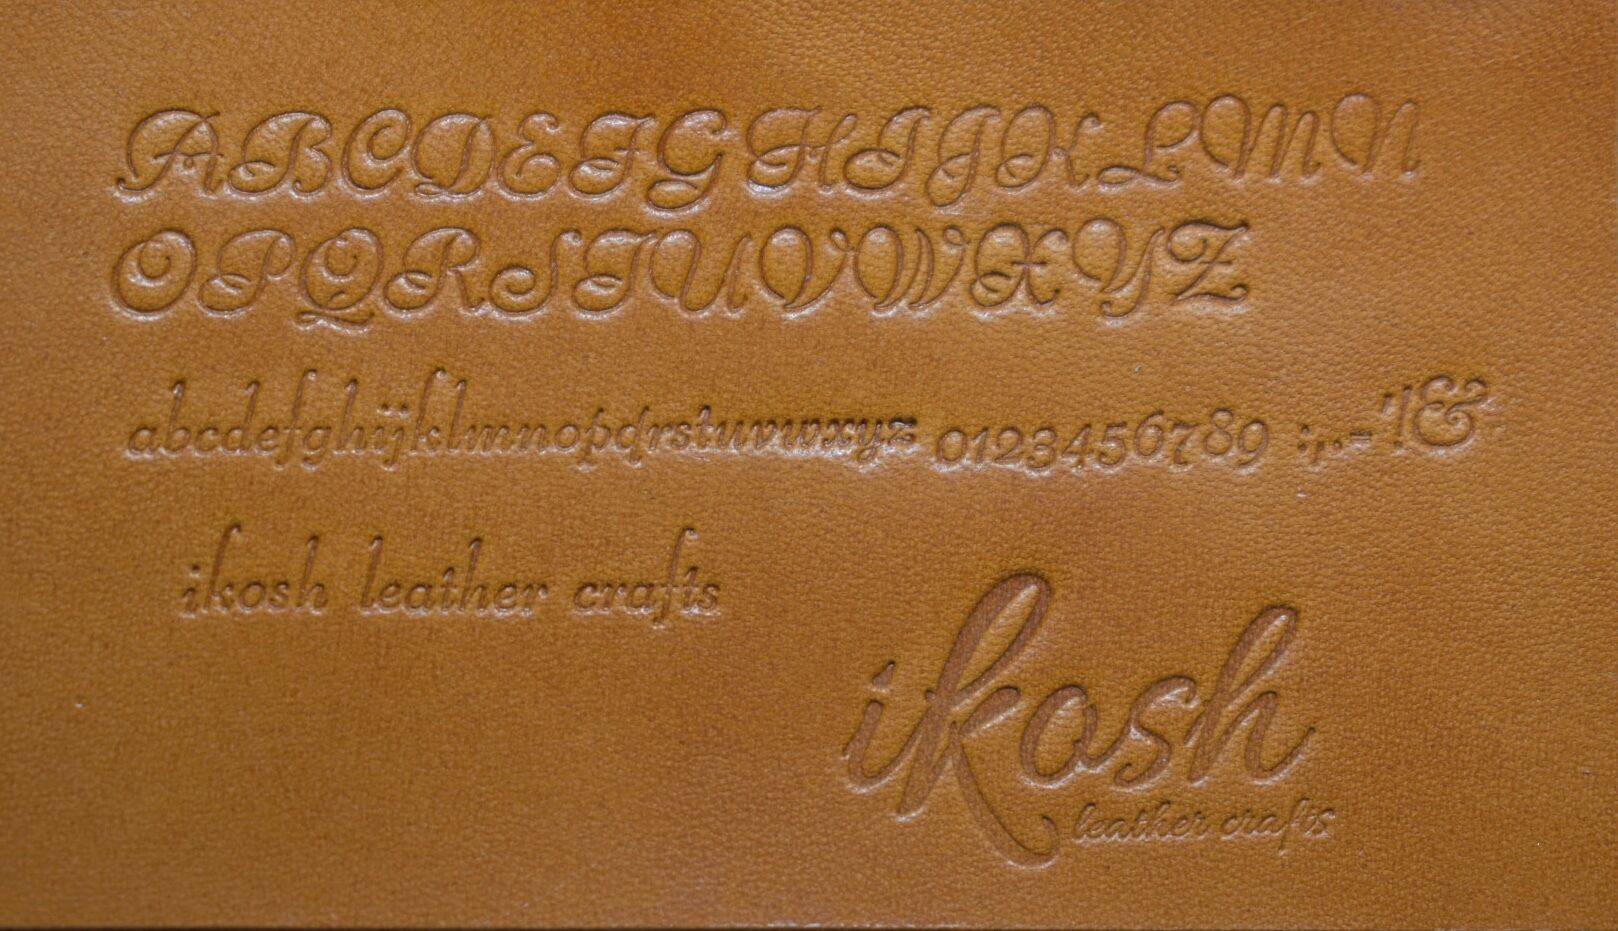 ABCDEFGHIJKLMN
OPQRSTUVWXYZ
abcdefghijklmnopqrstuvwxyz 0123456789 :;,.-'!&
ikosh leather crafts
ikosh
leather crafts